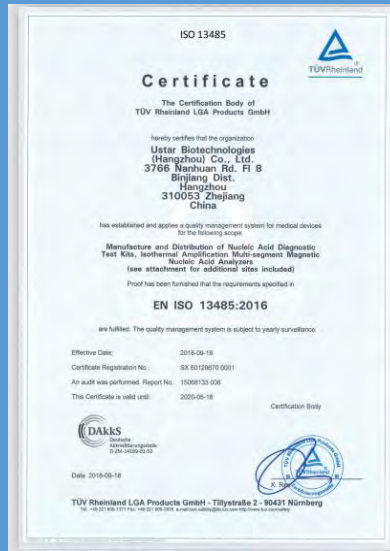 ISO 13485
TÜVRheinland
Certificate
The Certification Body of
TÜV Rheinland LGA Products GmbH
hereby certifies that the organization
Ustar Biotechnologies
(Hangzhou) Co., Ltd.
3766 Nanhuan Rd. Fl 8
Binjiang Dist.
Hangzhou
310053 Zhejiang
China
has established and applies a quality management system for medical devices
for the following scope:
Manufacture and Distribution of Nucleic Acid Diagnostic
Test Kits, Isothermal Amplification Multi-segment Magnetic
Nucleic Acid Analyzers
(see attachment for additional sites included)
Proof has been furnished that the requirements specified in
EN ISO 13485:2016
are fulfilled. The quality management system is subject to yearly surveillance.
Effective Date: 2018-09-18
Certificate Registration No.: SX 60129870 0001
An audit was performed. Report No.: 15068133 006
This Certificate is valid until: 2020-05-18
Certification Body
DAkkS
Deutsche
Akkreditierungsstelle
Date 2018-09-18
TÜV Rheinland LGA Products GmbH - Tillystraße 2 - 90431 Nürnberg